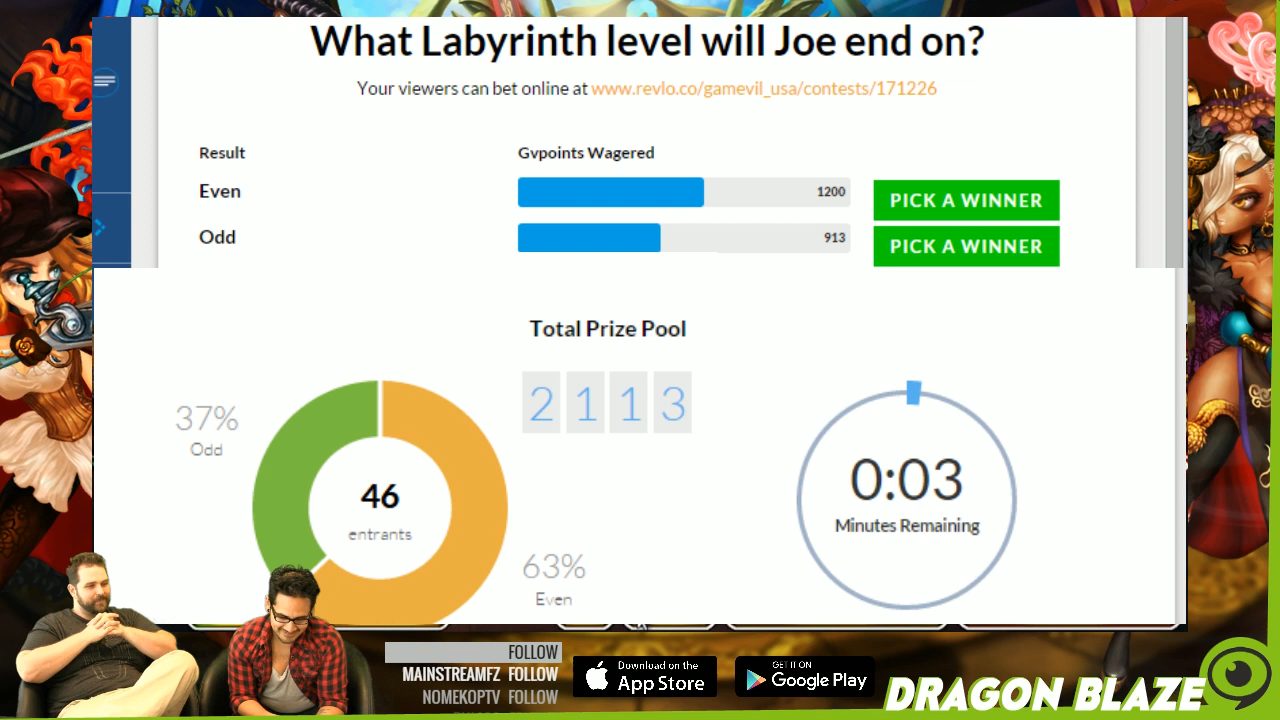 What Labyrinth level will Joe end on?
Your viewers can bet online at www.revlo.co/gamevil_usa/contests/171226
Result
Gvpoints Wagered
Even
1200
PICK A WINNER
Odd
913
PICK A WINNER
Total Prize Pool
2113
37%
Odd
46
entrants
63%
Even
0:03
Minutes Remaining
FOLLOW
MAINSTREAMFZ FOLLOW
NOMEKOPTV FOLLOW
Download on the
App Store
GET IT ON
Google Play
DRAGON BLAZE